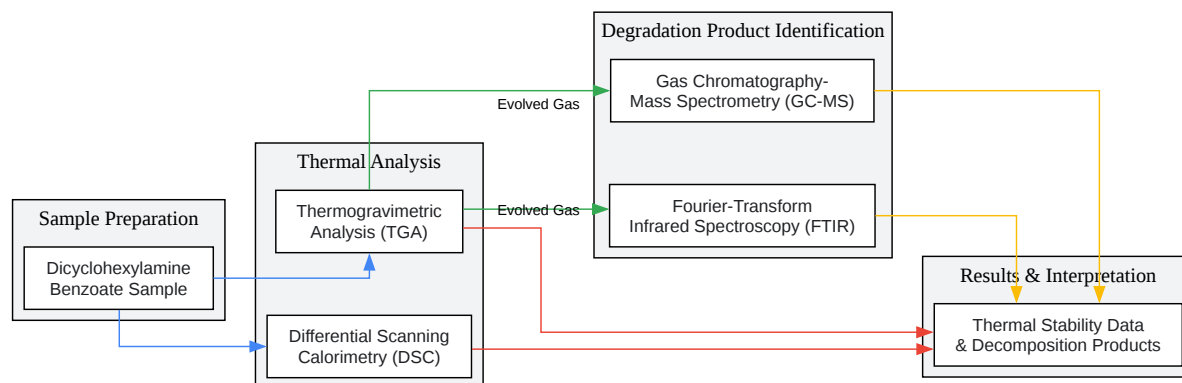 Sample Preparation
Dicyclohexylamine
Benzoate Sample
Thermal Analysis
Thermogravimetric
Analysis (TGA)
Differential Scanning
Calorimetry (DSC)
Evolved Gas
Evolved Gas
Degradation Product Identification
Gas Chromatography-
Mass Spectrometry (GC-MS)
Fourier-Transform
Infrared Spectroscopy (FTIR)
Results & Interpretation
Thermal Stability Data
& Decomposition Products